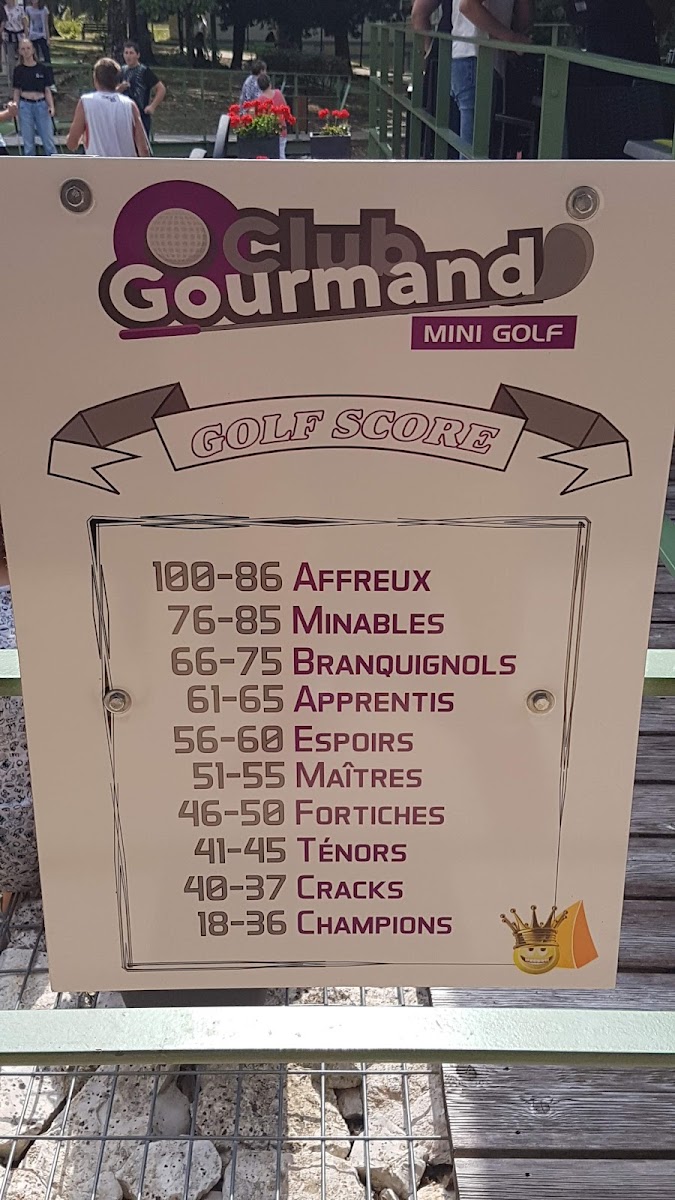 Club
Gourmand
MINI GOLF
GOLF SCORE
100-86 AFFREUX
76-85 MINABLES
66-75 BRANQUIGNOLS
61-65 APPRENTIS
56-60 ESPOIRS
51-55 MAÎTRES
46-50 FORTICHES
41-45 TÉNORS
40-37 CRACKS
18-36 CHAMPIONS